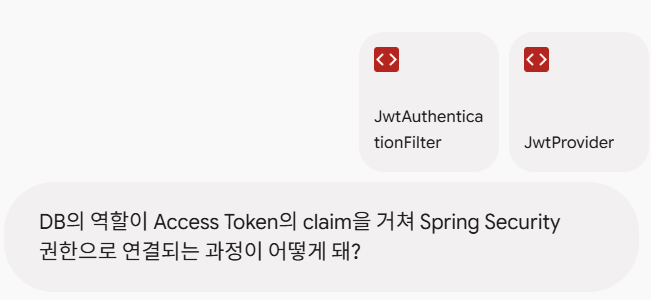 JwtAuthentica
tionFilter
JwtProvider
DB의 역할이 Access Token의 claim을 거쳐 Spring Security
권한으로 연결되는 과정이 어떻게 돼?